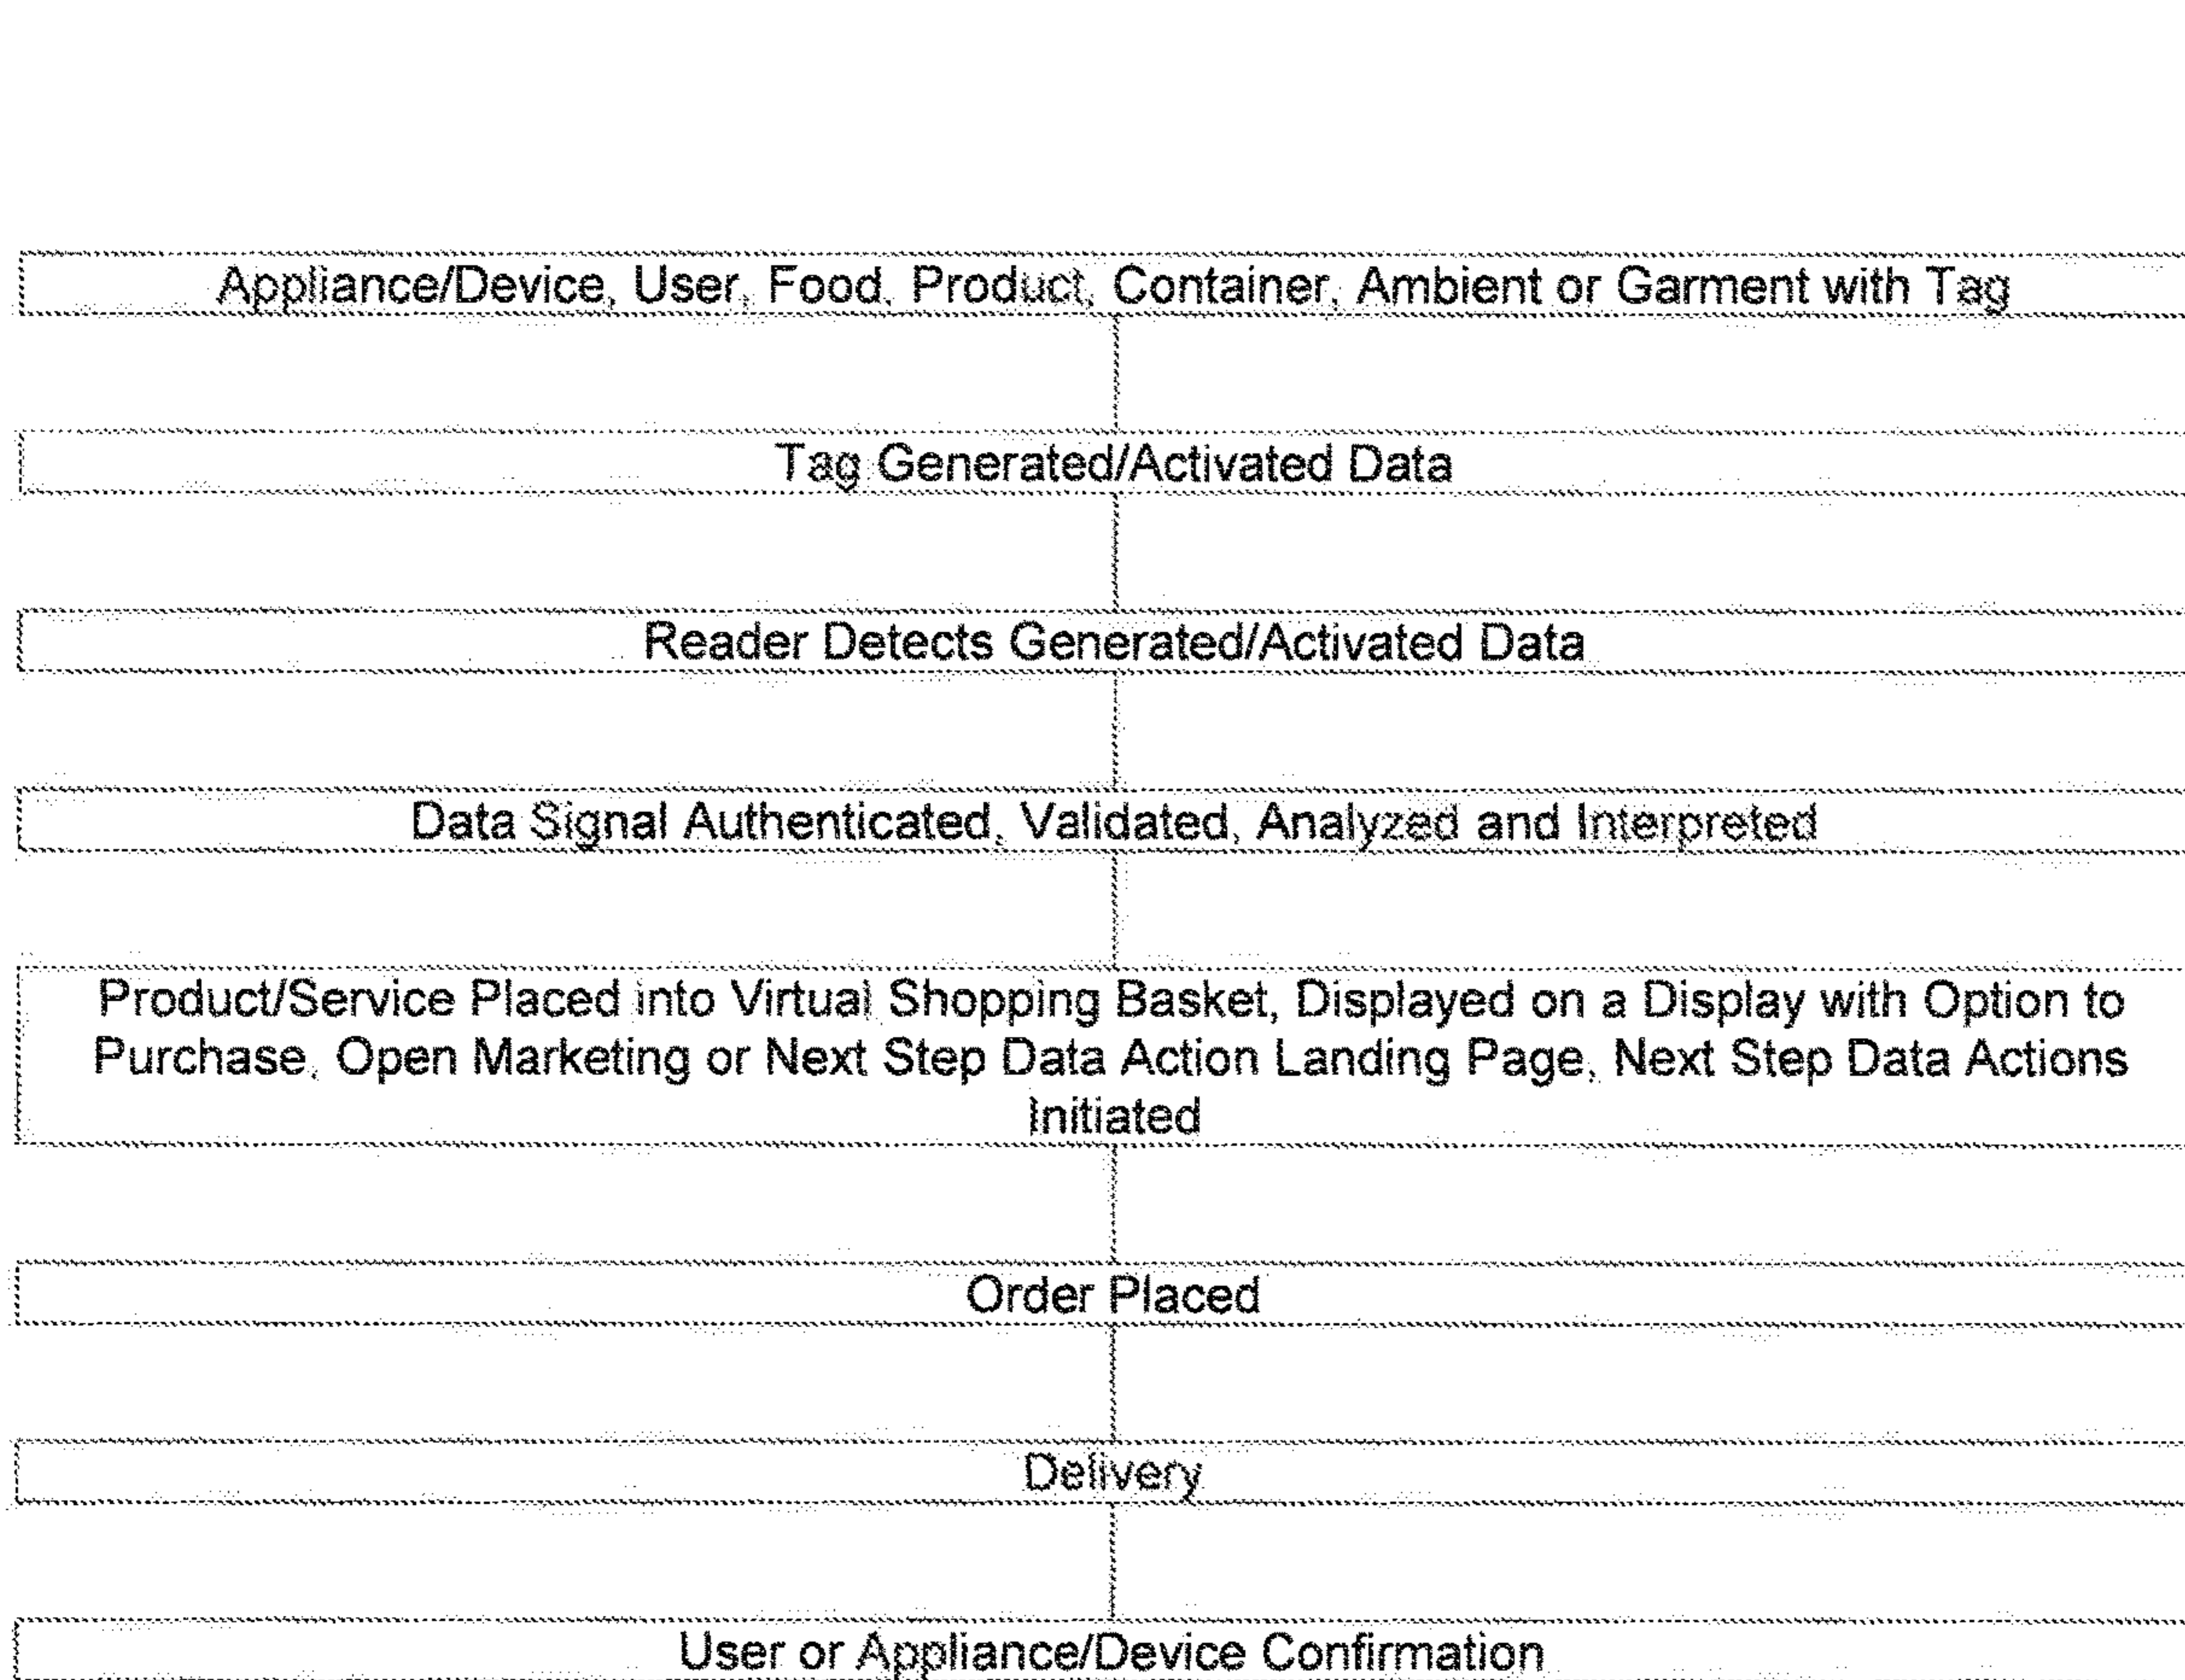 Appliance/Device, User, Food, Product, Container, Ambient or Garment with Tag
Tag Generated/Activated Data
Reader Detects Generated/Activated Data
Data Signal Authenticated, Validated, Analyzed and Interpreted
Product/Service Placed into Virtual Shopping Basket, Displayed on a Display with Option to
Purchase, Open Marketing or Next Step Data Action Landing Page, Next Step Data Actions
Initiated
Order Placed
Delivery
User or Appliance/Device Confirmation